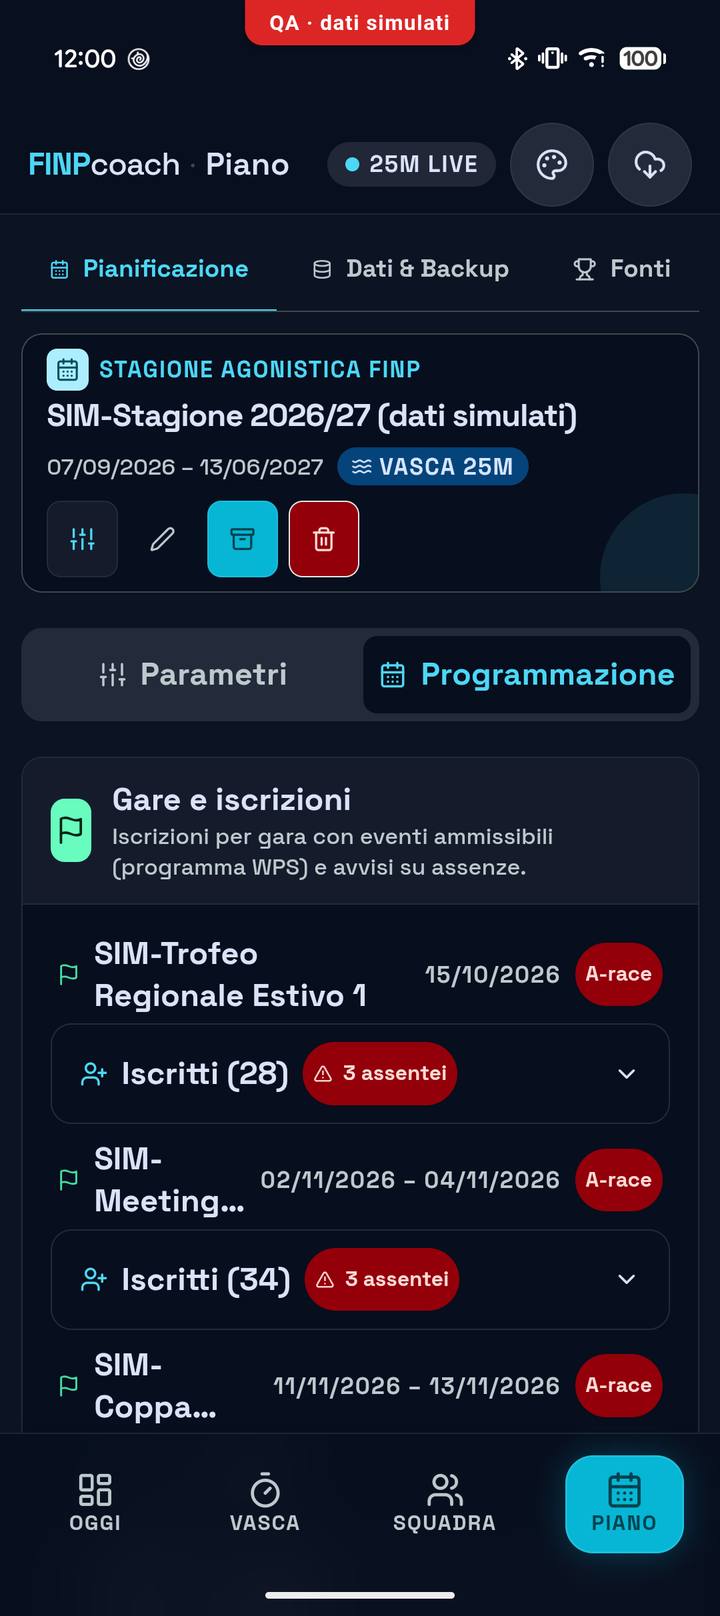 QA · dati simulati
12:00
100
FINPcoach · Piano
25M LIVE
Pianificazione
Dati & Backup
Fonti
STAGIONE AGONISTICA FINP
SIM-Stagione 2026/27 (dati simulati)
07/09/2026 – 13/06/2027
VASCA 25M
Parametri
Programmazione
Gare e iscrizioni
Iscrizioni per gara con eventi ammissibili
(programma WPS) e avvisi su assenze.
SIM-Trofeo
Regionale Estivo 1
15/10/2026
A-race
Iscritti (28)
3 assentei
SIM-
Meeting...
02/11/2026 – 04/11/2026
A-race
Iscritti (34)
3 assentei
SIM-
Coppa...
11/11/2026 – 13/11/2026
A-race
OGGI
VASCA
SQUADRA
PIANO